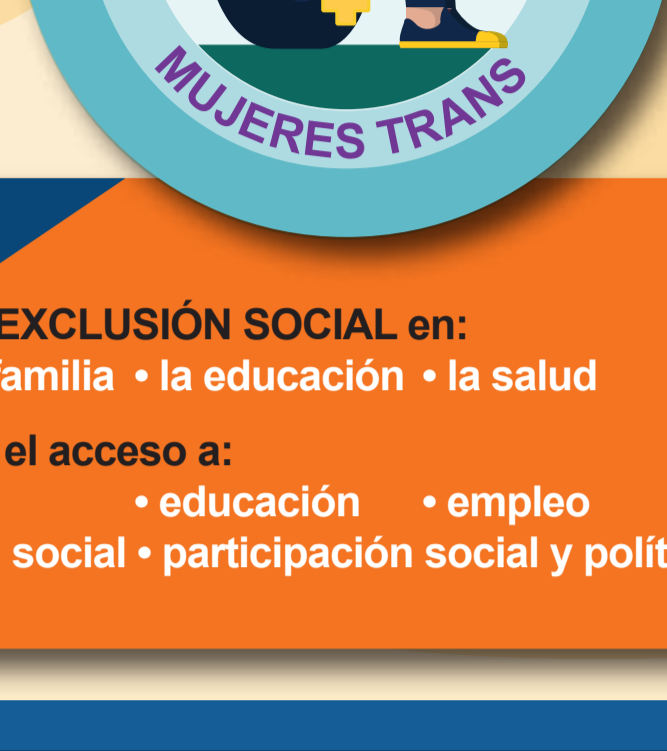 MUJERES TRANS
EXCLUSIÓN SOCIAL en:
familia • la educación • la salud
el acceso a:
• educación • empleo
social • participación social y polít